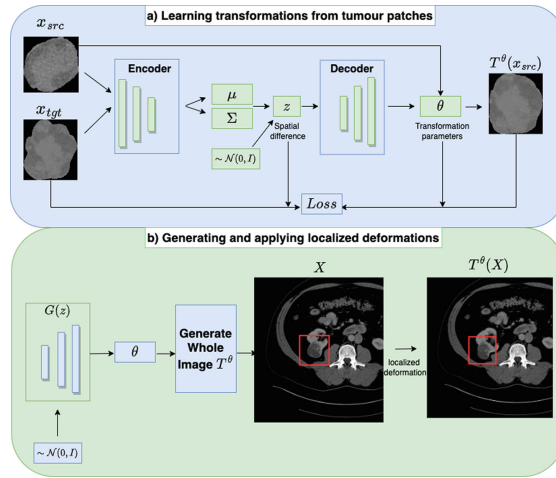 a) Learning transformations from tumour patches
x_src
T^θ(x_src)
Encoder
Decoder
μ
Σ
z
θ
x_tgt
Spatial
difference
Transformation
parameters
∼ N(0, I)
Loss
b) Generating and applying localized deformations
X
T^θ(X)
G(z)
θ
Generate
Whole
Image T^θ
localized
deformation
∼ N(0, I)